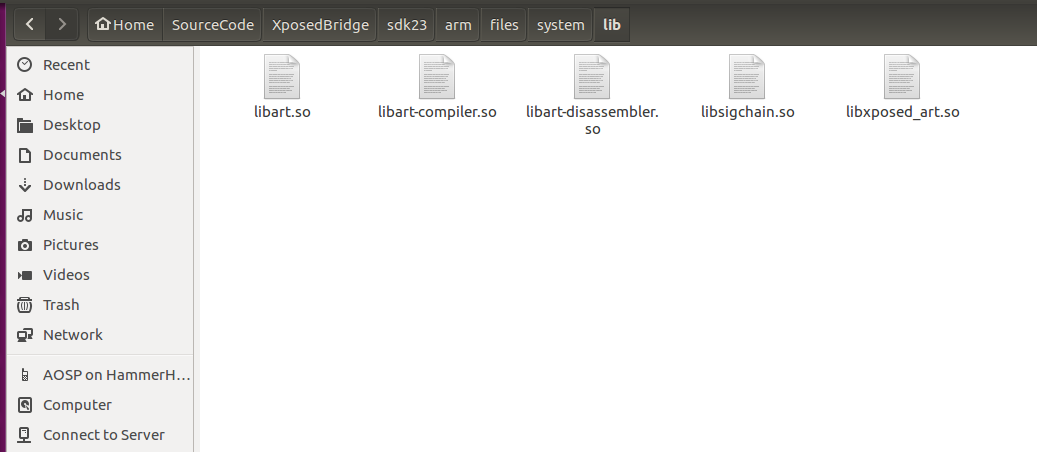 Home SourceCode XposedBridge sdk23 arm files system lib
Recent
Home
Desktop
Documents
Downloads
Music
Pictures
Videos
Trash
Network
AOSP on HammerH...
Computer
Connect to Server
libart.so
libart-compiler.so
libart-disassembler.
so
libsigchain.so
libxposed_art.so